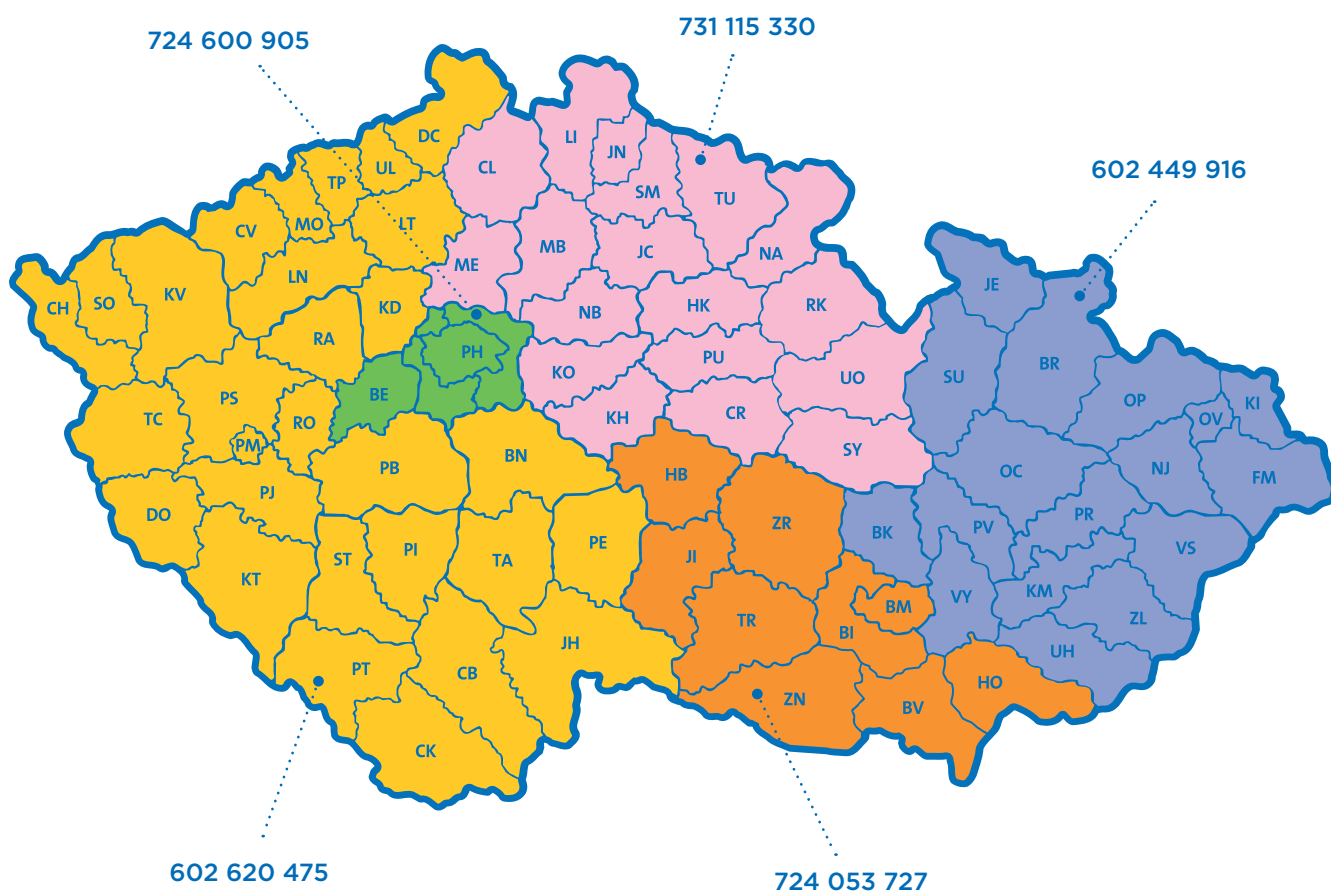 724 600 905
731 115 330
602 449 916
602 620 475
724 053 727
DC
UL
TP
LI
JN
CL
SM
TU
MO
CV
LT
ME
MB
JC
NA
LN
KV
SO
CH
KD
NB
HK
RK
JE
RA
PH
PU
BE
KO
UO
SU
BR
PS
TC
RO
PM
KH
CR
OP
OV
KI
SY
PB
BN
HB
OC
NJ
FM
PJ
DO
ZR
BK
PV
PR
VS
ST
PI
TA
PE
JI
KT
VY
KM
BM
ZL
TR
BI
UH
JH
PT
CB
HO
ZN
BV
CK